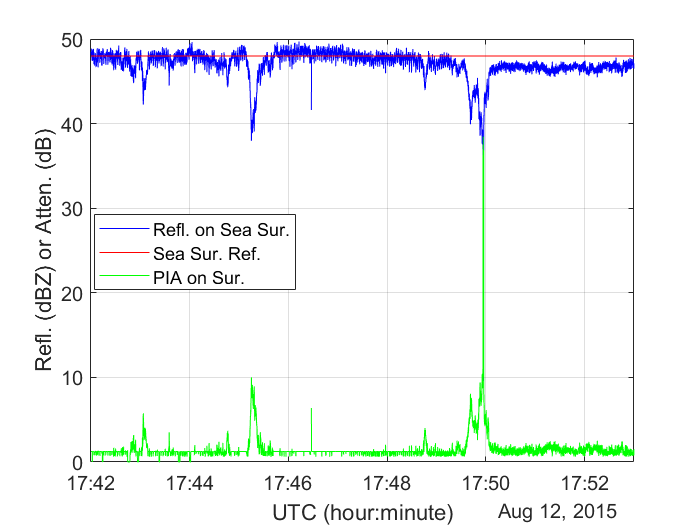 50
40
30
20
10
0
Refl. (dBZ) or Atten. (dB)
Refl. on Sea Sur.
Sea Sur. Ref.
PIA on Sur.
17:42 17:44 17:46 17:48 17:50 17:52
UTC (hour:minute) Aug 12, 2015